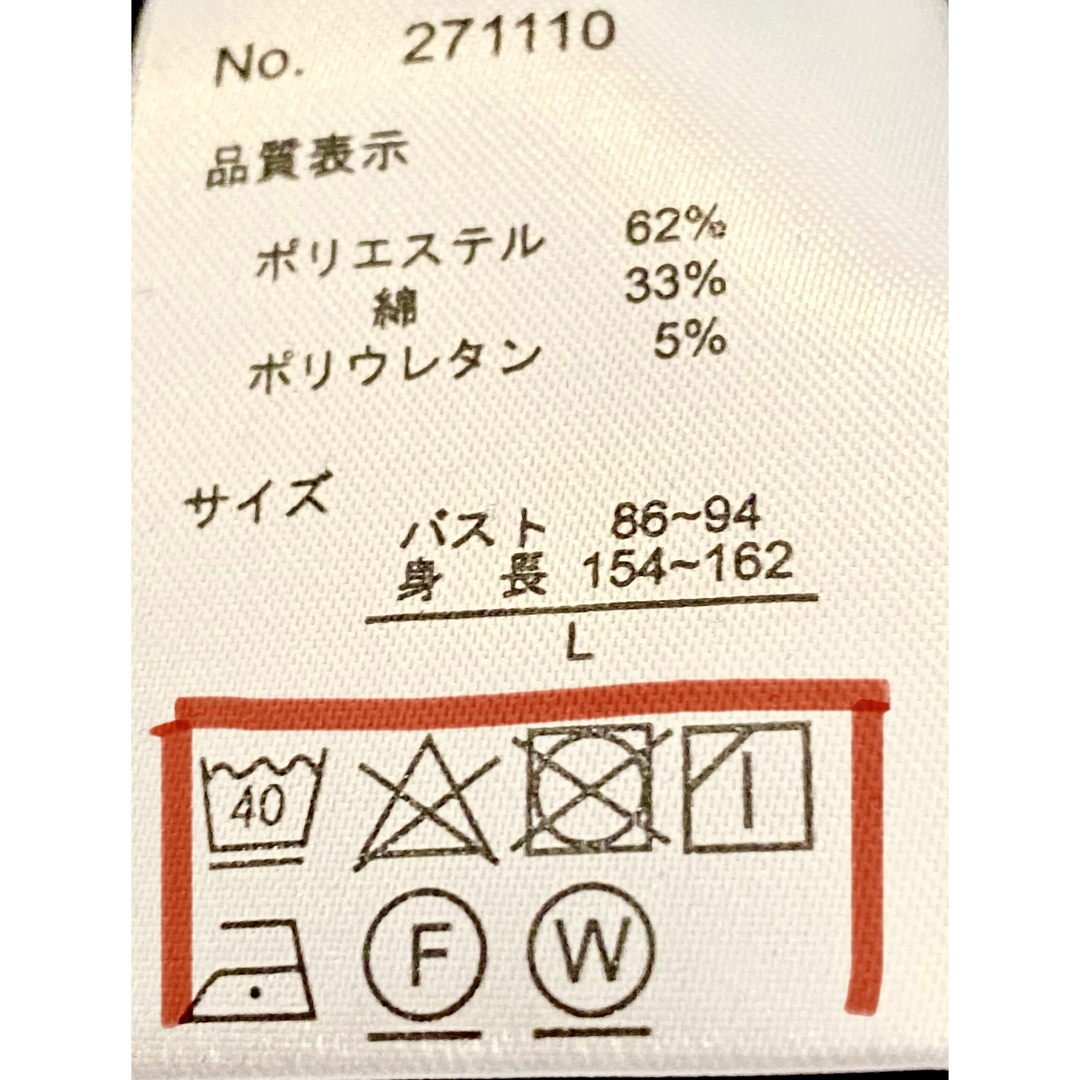 No. 271110
品質表示
ポリエステル 62%
綿 33%
ポリウレタン 5%
サイズ
バスト 86~94
身 長 154~162
L
40
F W